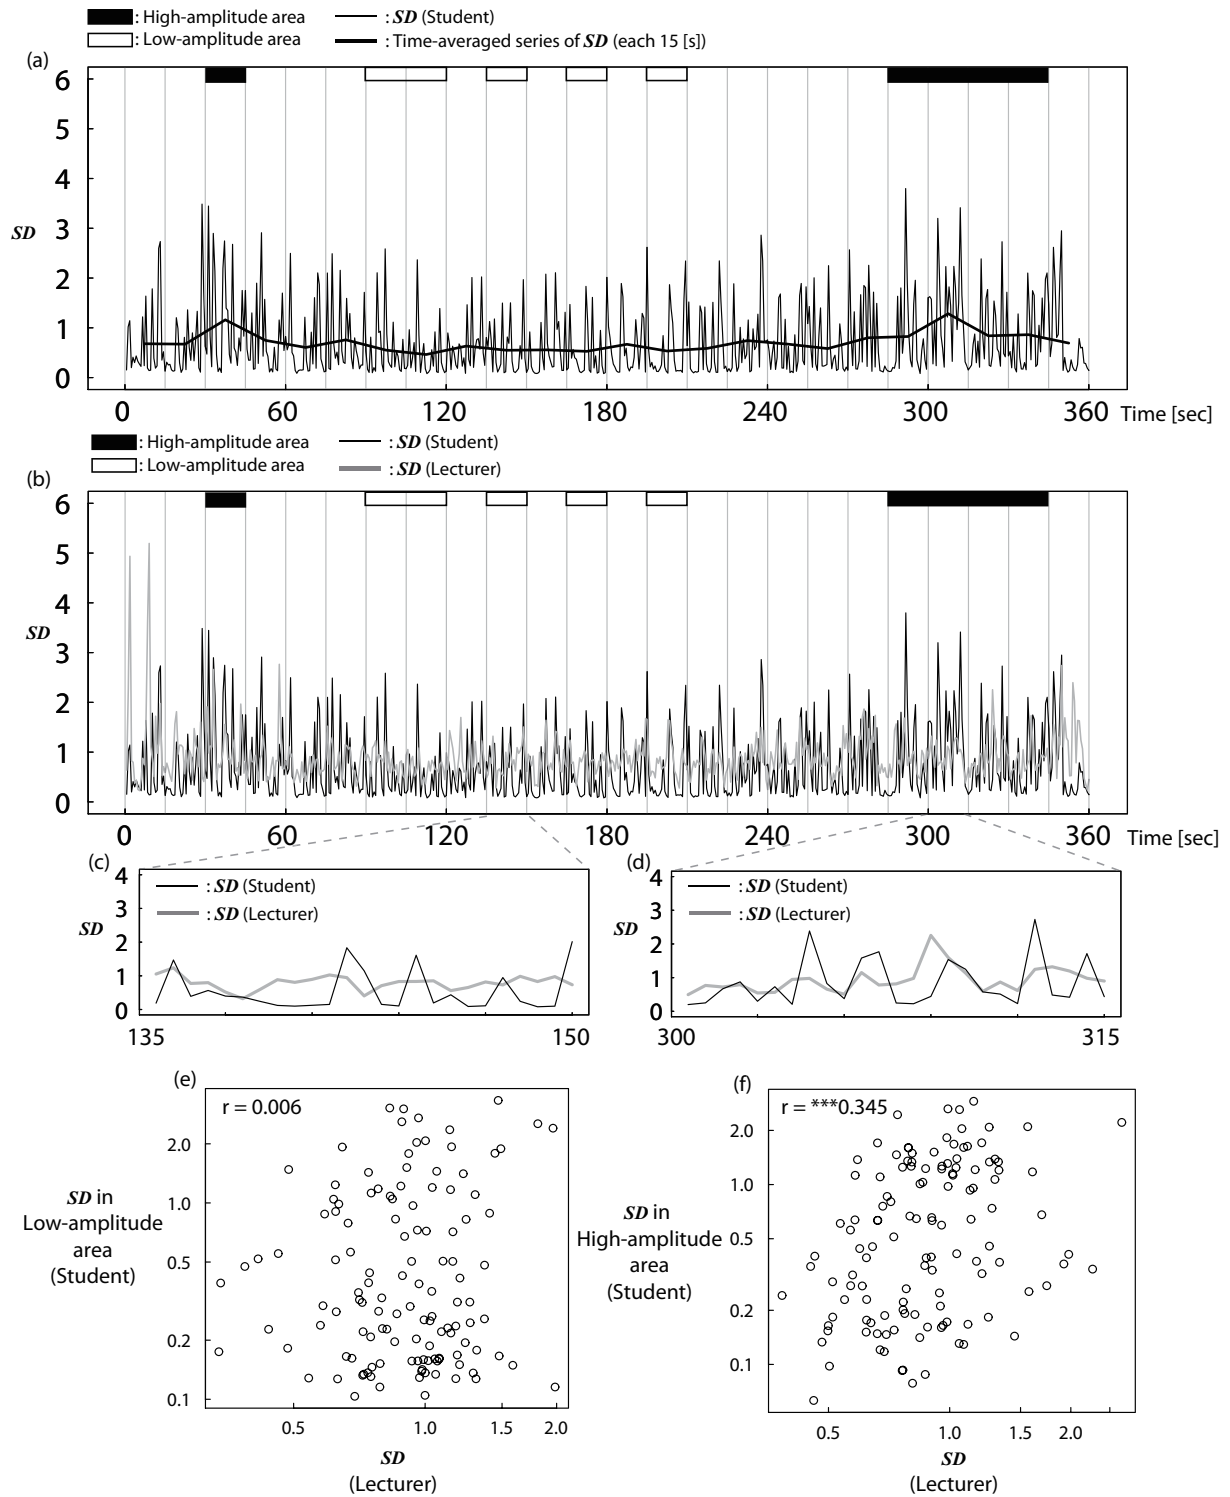 : High-amplitude area : SD (Student)
: Low-amplitude area : Time-averaged series of SD (each 15 [s])
(a)
6
5
4
3
SD
2
1
0
0 60 120 180 240 300 360 Time [sec]
: High-amplitude area : SD (Student)
: Low-amplitude area : SD (Lecturer)
(b)
6
5
4
SD
3
2
1
0
0 60 120 180 240 300 360 Time [sec]
(c)
4
: SD (Student)
3
: SD (Lecturer)
SD
2
1
0
135 150
(d)
4
: SD (Student)
3
: SD (Lecturer)
SD
2
1
0
300 315
(e)
r = 0.006
2.0
1.0
0.5
0.2
0.1
SD in
Low-amplitude
area
(Student)
0.5 1.0 1.5 2.0
SD
(Lecturer)
(f)
r = ***0.345
2.0
1.0
0.5
0.2
0.1
SD in
High-amplitude
area
(Student)
0.5 1.0 1.5 2.0
SD
(Lecturer)